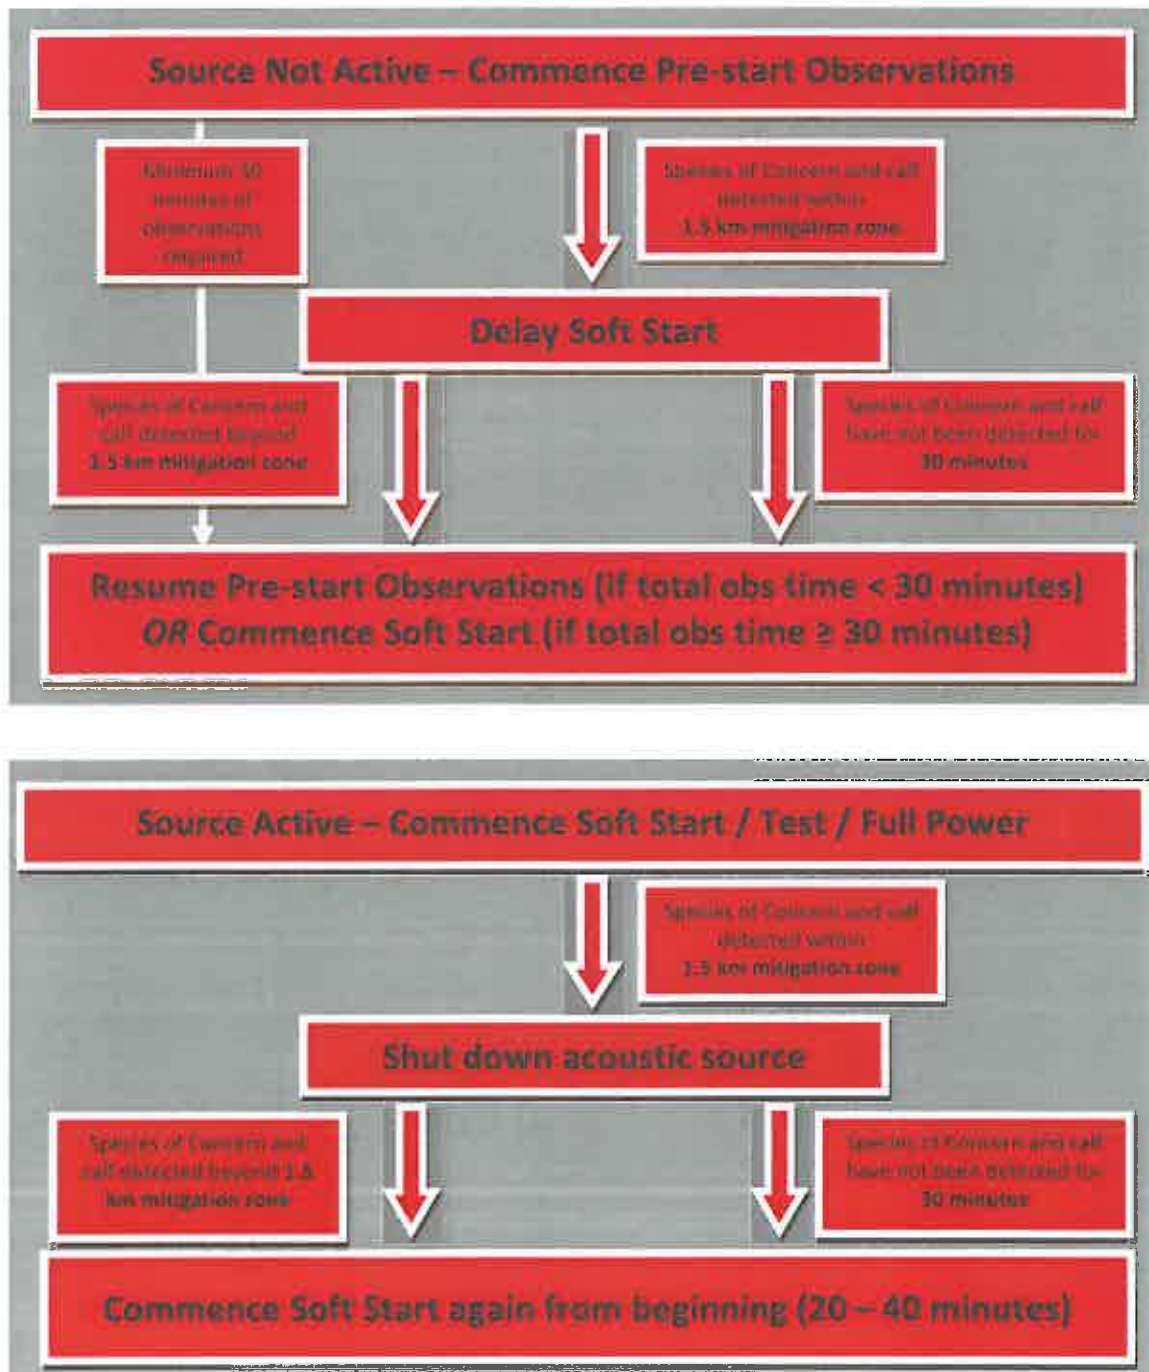 Source Not Active – Commence Pre-start Observations
Minimum 30
minutes of
observations
required
Species of Concern and calf
detected within
1.5 km mitigation zone
Delay Soft Start
Species of Concern and
calf detected beyond
1.5 km mitigation zone
Species of Concern and calf
have not been detected for
30 minutes
Resume Pre-start Observations (if total obs time < 30 minutes)
OR Commence Soft Start (if total obs time ≥ 30 minutes)
Source Active – Commence Soft Start / Test / Full Power
Species of Concern and calf
detected within
1.5 km mitigation zone
Shut down acoustic source
Species of Concern and
calf detected beyond 1.5
km mitigation zone
Species of Concern and calf
have not been detected for
30 minutes
Commence Soft Start again from beginning (20 – 40 minutes)